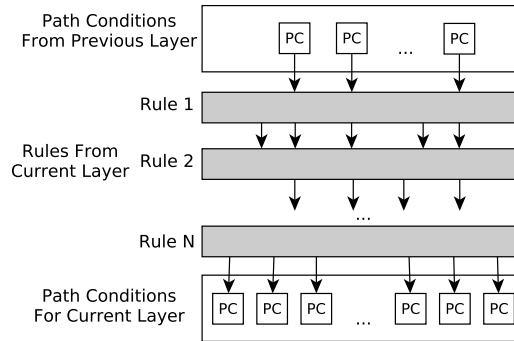 Path Conditions
From Previous Layer
PC PC ... PC
Rule 1
Rules From
Current Layer
Rule 2
...
Rule N
Path Conditions
For Current Layer
PC PC PC ... PC PC PC